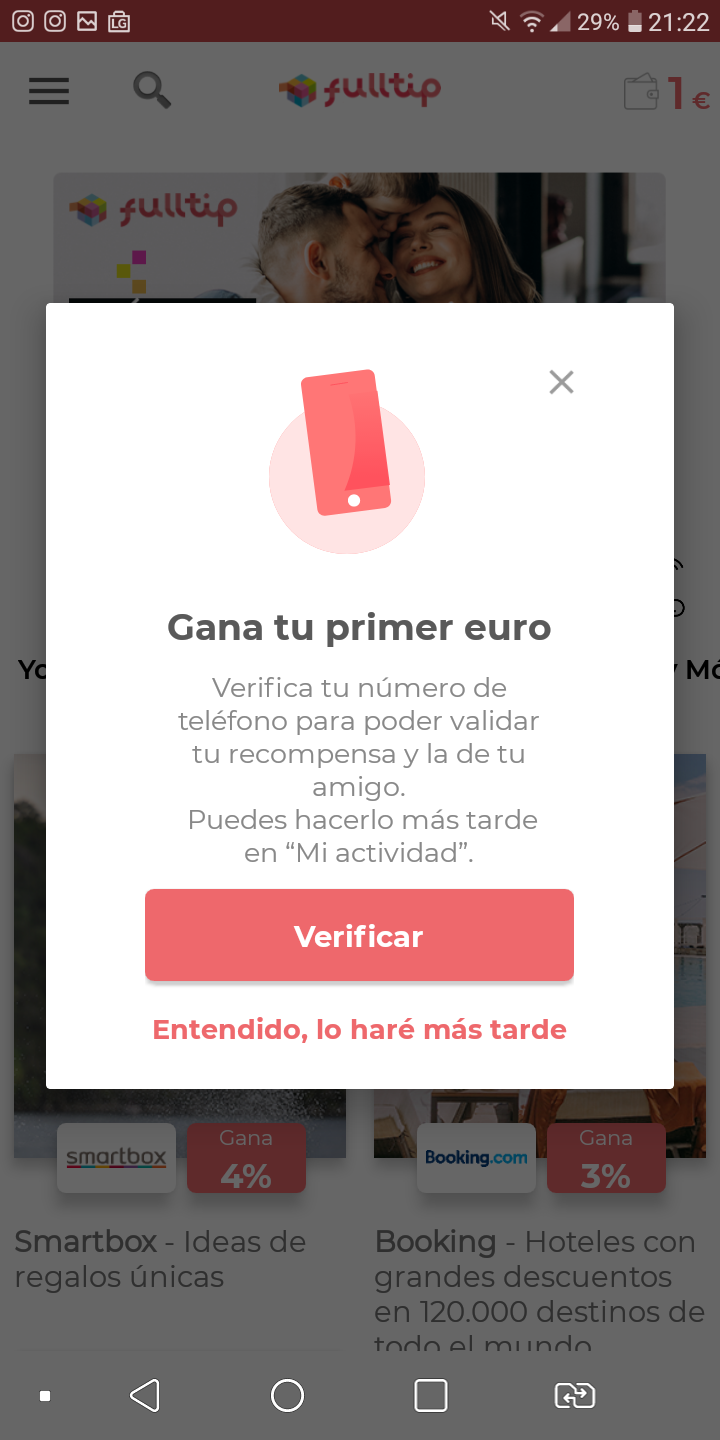 LG 29% 21:22
fulltip 1 €
fulltip
Gana tu primer euro
Verifica tu número de
teléfono para poder validar
tu recompensa y la de tu
amigo.
Puedes hacerlo más tarde
en “Mi actividad”.
Verificar
Entendido, lo haré más tarde
smartbox
Gana
4%
Booking.com
Gana
3%
Smartbox - Ideas de
regalos únicas
Booking - Hoteles con
grandes descuentos
en 120.000 destinos de
todo el mundo